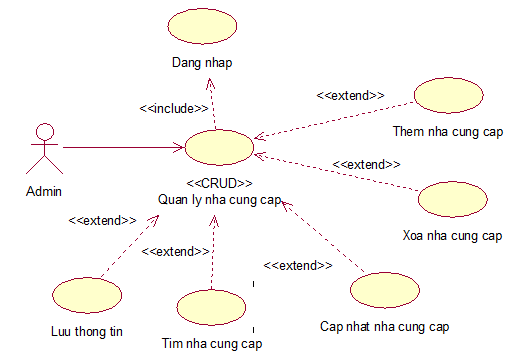 Dang nhap
<<include>>
<<extend>>
Them nha cung cap
<<extend>>
Admin
<<CRUD>>
Quan ly nha cung cap
Xoa nha cung cap
<<extend>>
<<extend>>
<<extend>>
Luu thong tin
Tim nha cung cap
Cap nhat nha cung cap